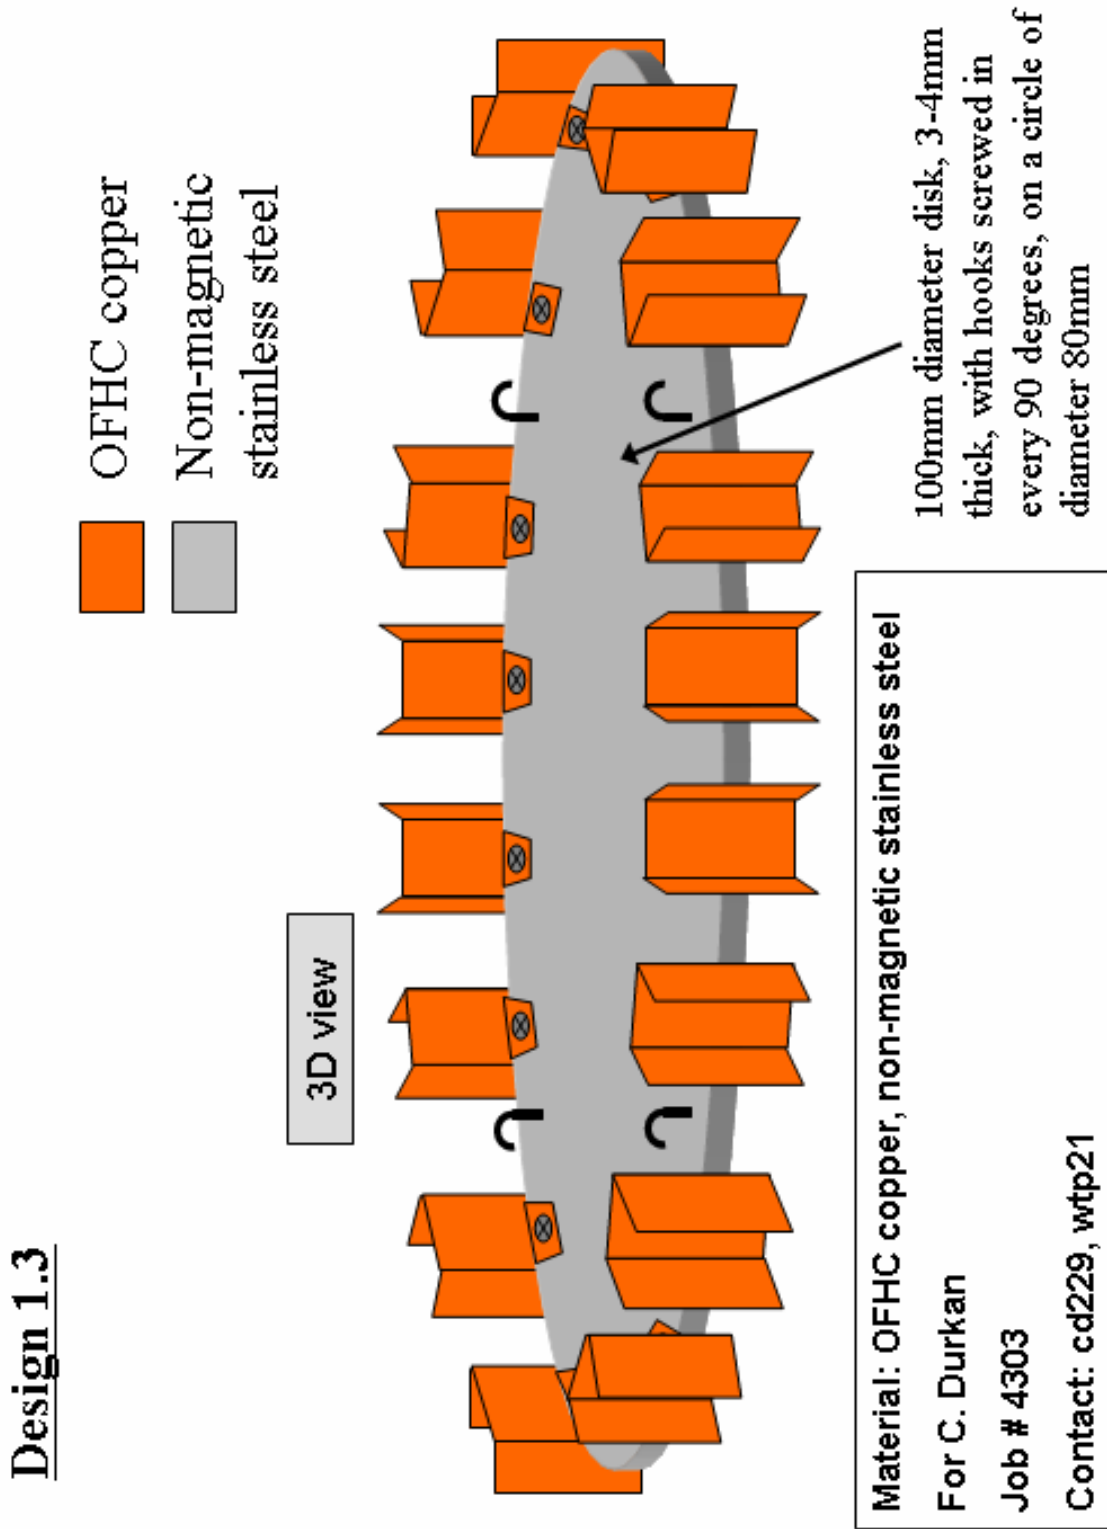 Design 1.3
3D view
OFHC copper
Non-magnetic
stainless steel
100mm diameter disk, 3-4mm
thick, with hooks screwed in
every 90 degrees, on a circle of
diameter 80mm
Material: OFHC copper, non-magnetic stainless steel
For C. Durkan
Job # 4303
Contact: cd229, wtp21